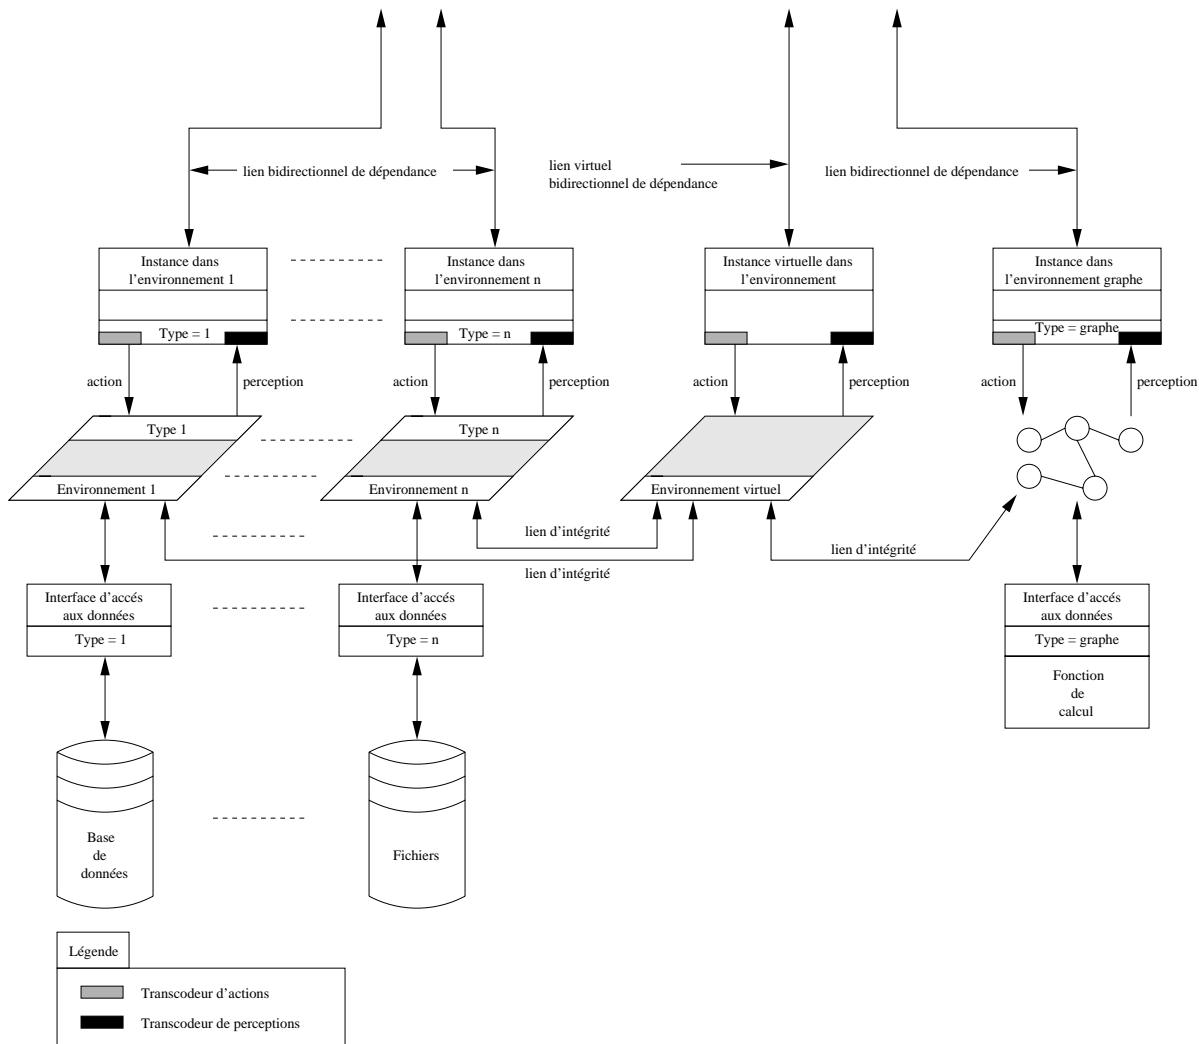 lien bidirectionnel de dépendance
lien virtuel
bidirectionnel de dépendance
lien bidirectionnel de dépendance
Instance dans
l'environnement 1
Type = 1
Instance dans
l'environnement n
Type = n
Instance virtuelle dans
l'environnement
Instance dans
l'environnement graphe
Type = graphe
action
perception
action
perception
action
perception
action
perception
Type 1
Environnement 1
Type n
Environnement n
Environnement virtuel
lien d'intégrité
lien d'intégrité
lien d'intégrité
Interface d'accés
aux données
Type = 1
Interface d'accés
aux données
Type = n
Interface d'accés
aux données
Type = graphe
Fonction
de
calcul
Base
de
données
Fichiers
Légende
Transcodeur d'actions
Transcodeur de perceptions